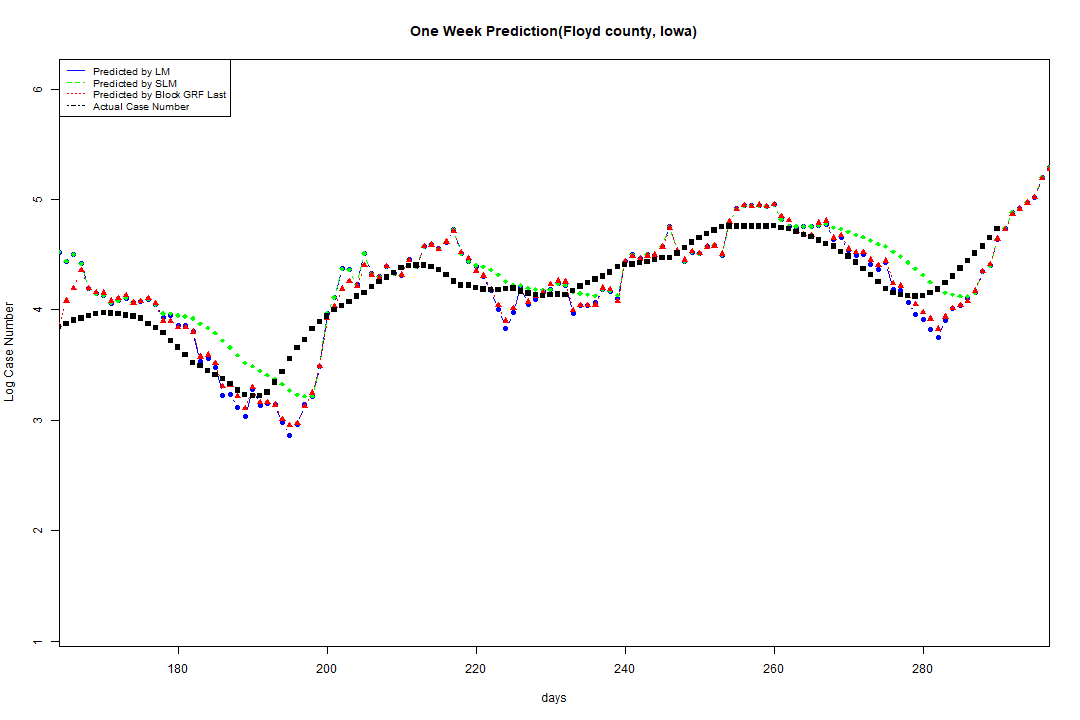 One Week Prediction(Floyd county, Iowa)
Predicted by LM
Predicted by SLM
Predicted by Block GRF Last
Actual Case Number
Log Case Number
6
5
4
3
2
1
180 200 220 240 260 280
days